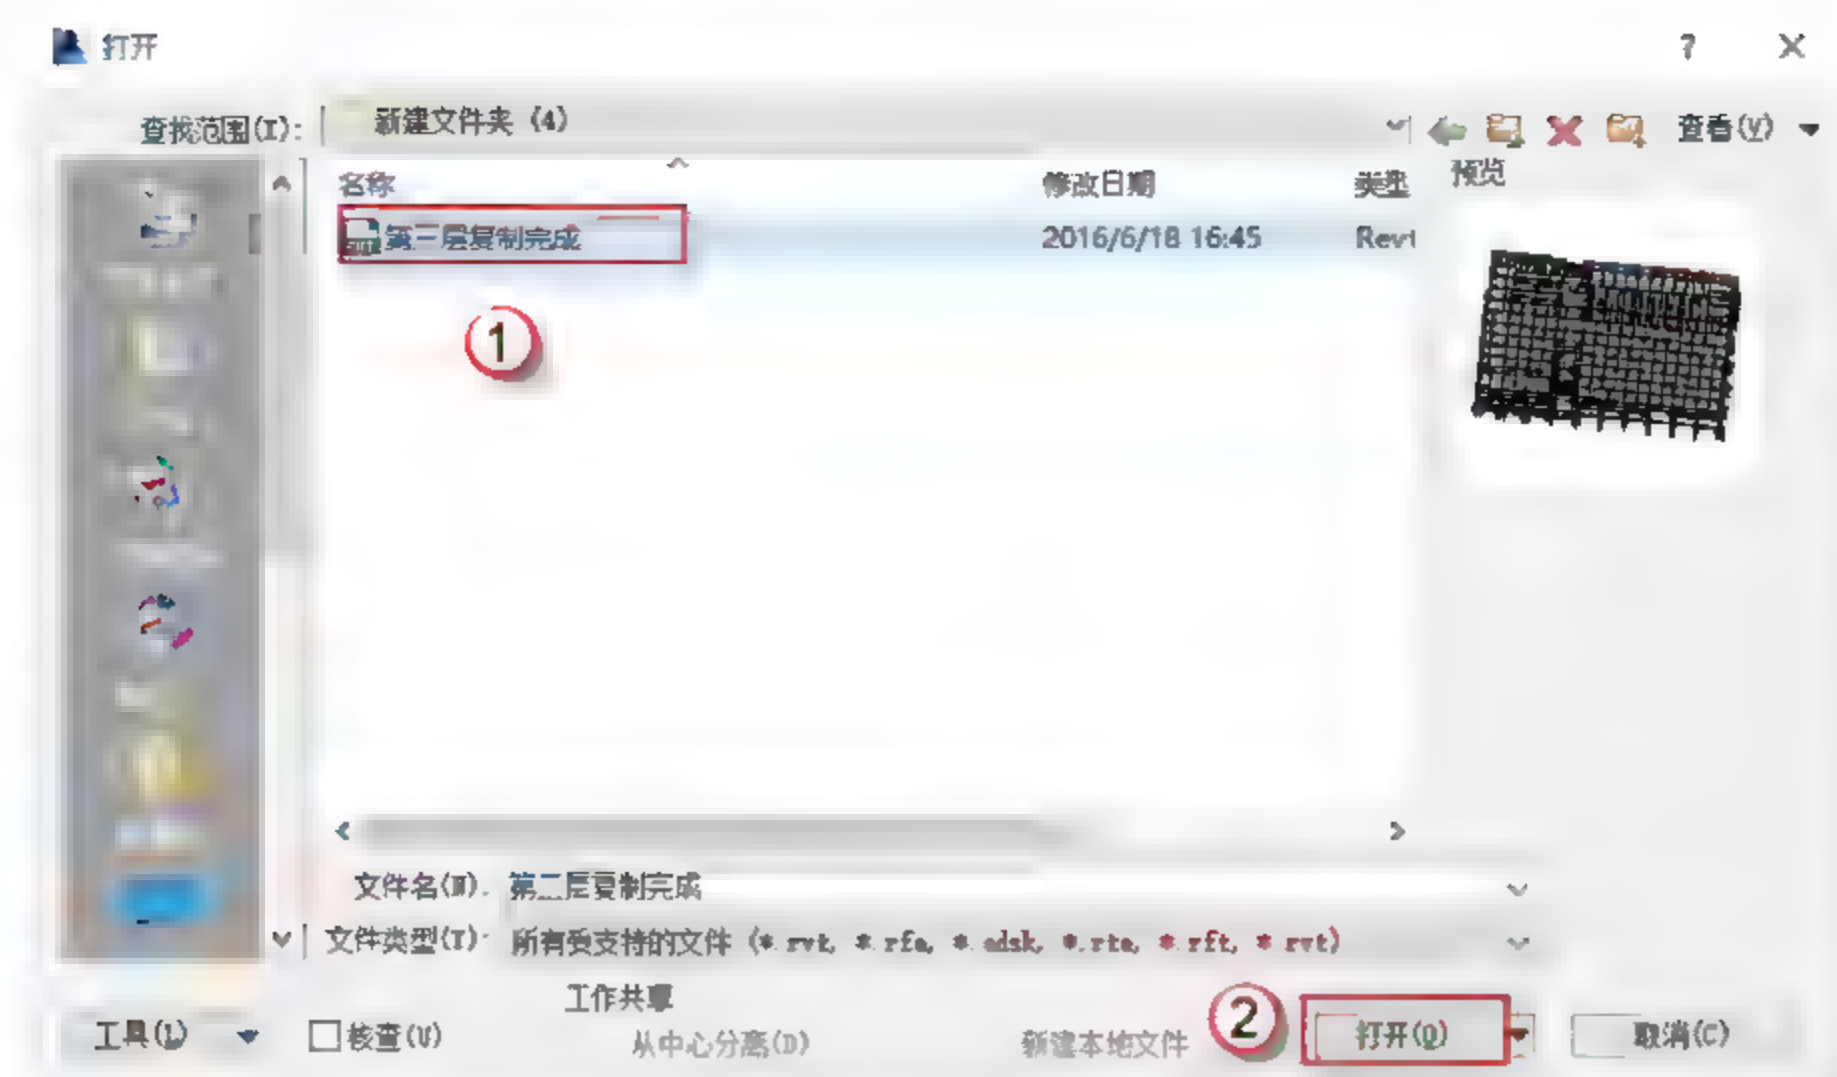 打开
查找范围(I): 新建文件夹 (4) 查看(V)
名称 修改日期 类型 预览
层复制完成 2016/6/18 16:45 Revi
1
文件名(N): 层复制完成
文件类型(T): 所有受支持的文件 (*.rvt, *.rfa, *.adsk, *.rte, *.rft, *.rvt)
工作共享
工具(L) 核查(U) 从中心分离(D) 新建本地文件 2 打开(O) 取消(C)